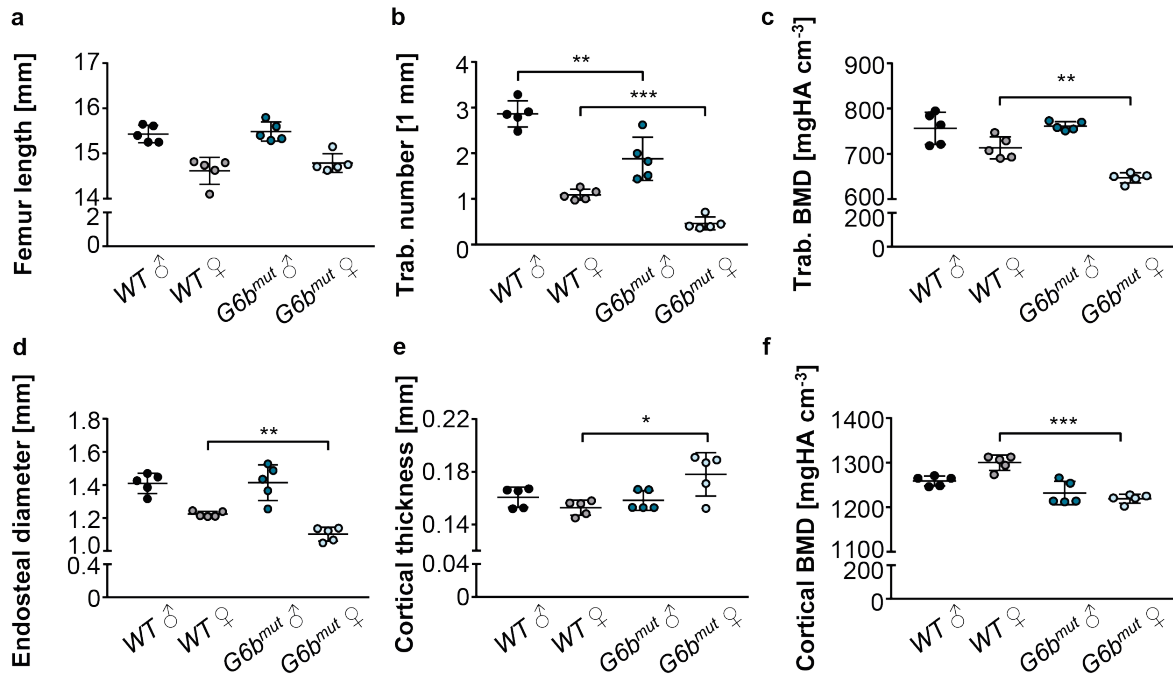 a
b
c
Femur length [mm]
17
16
15
14
2
0
WT ♂
WT ♀
G6b^mut ♂
G6b^mut ♀
Trab. number [1 mm]
4
3
2
1
0
**
***
WT ♂
WT ♀
G6b^mut ♂
G6b^mut ♀
Trab. BMD [mgHA cm⁻³]
900
800
700
600
200
0
**
WT ♂
WT ♀
G6b^mut ♂
G6b^mut ♀
d
e
f
Endosteal diameter [mm]
1.8
1.6
1.4
1.2
1.0
0.4
0
**
WT ♂
WT ♀
G6b^mut ♂
G6b^mut ♀
Cortical thickness [mm]
0.22
0.18
0.14
0.04
0
*
WT ♂
WT ♀
G6b^mut ♂
G6b^mut ♀
Cortical BMD [mgHA cm⁻³]
1400
1300
1200
1100
200
0
***
WT ♂
WT ♀
G6b^mut ♂
G6b^mut ♀